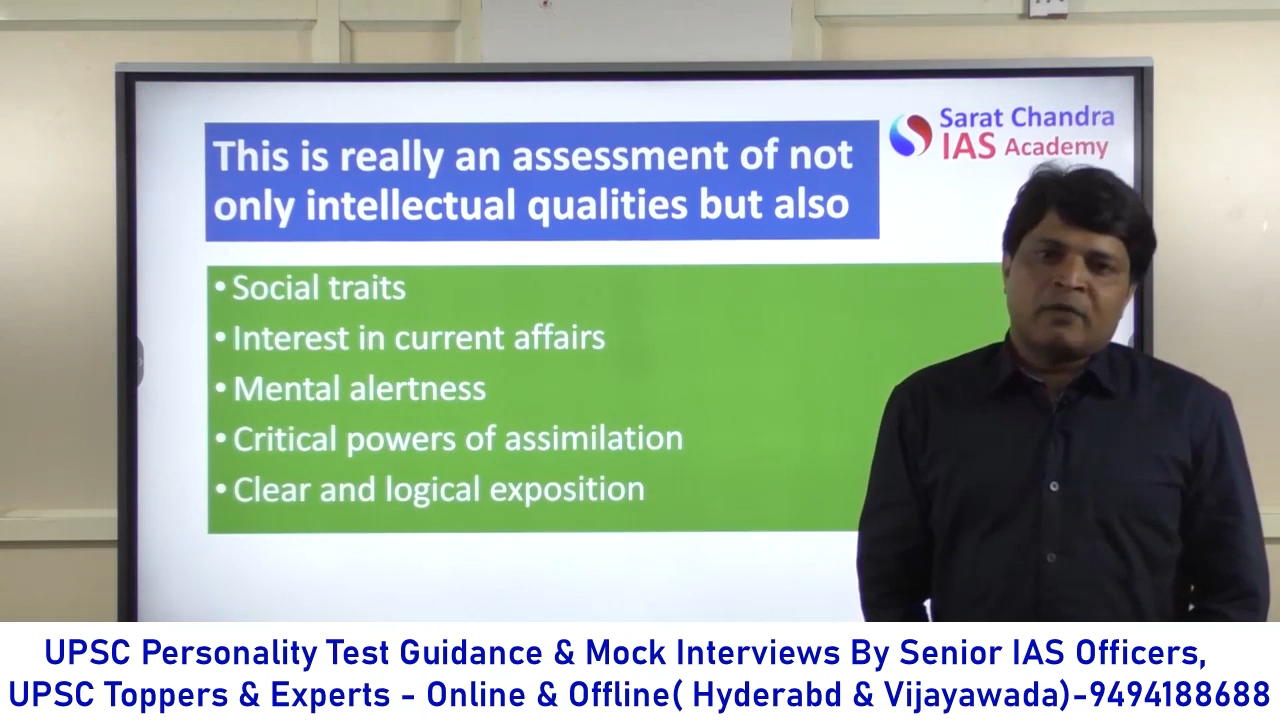 Sarat Chandra
IAS Academy
This is really an assessment of not
only intellectual qualities but also
• Social traits
• Interest in current affairs
• Mental alertness
• Critical powers of assimilation
• Clear and logical exposition
UPSC Personality Test Guidance & Mock Interviews By Senior IAS Officers,
UPSC Toppers & Experts - Online & Offline( Hyderabd & Vijayawada)-9494188688